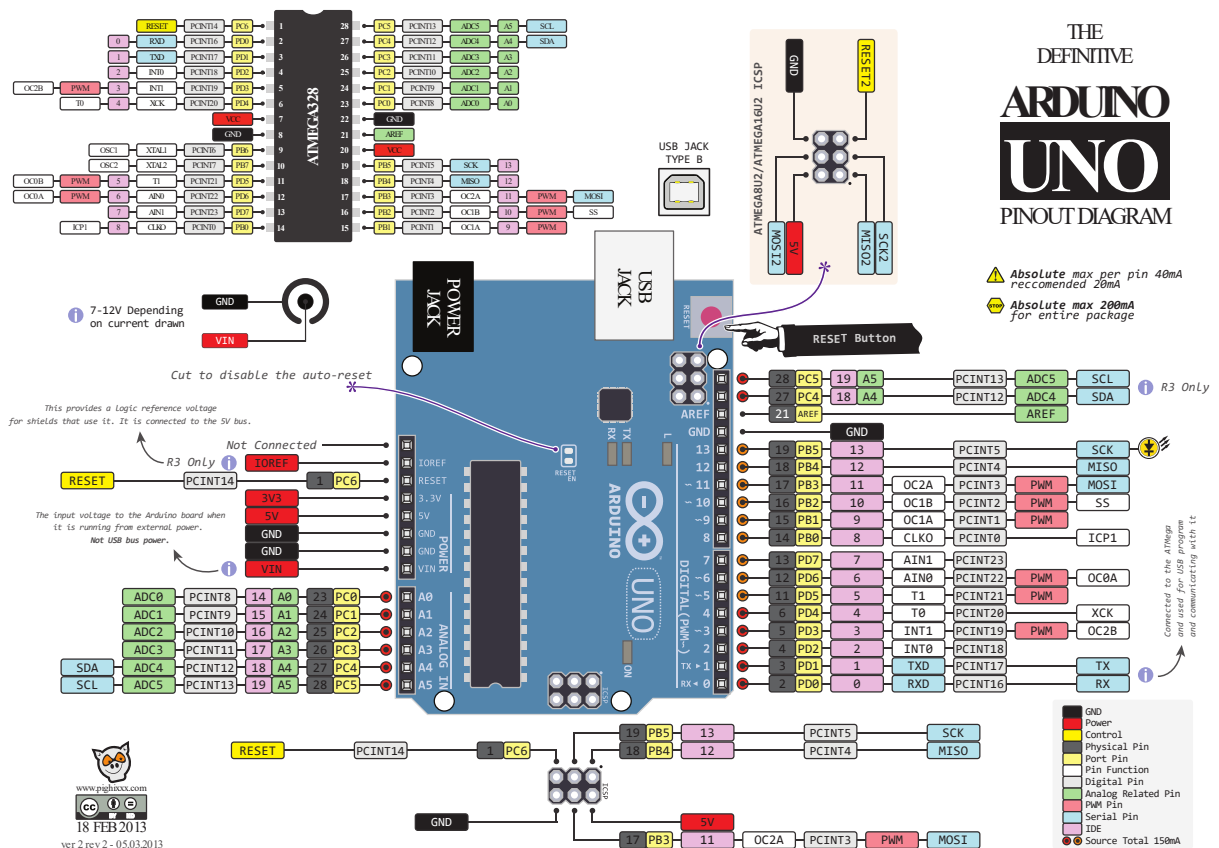 THE
DEFINITIVE
ARDUINO
UNO
PINOUT DIAGRAM
Absolute max per pin 40mA
reccomended 20mA
STOP
Absolute max 200mA
for entire package
RESET PCINT14 PC6 1
0 RXD PCINT16 PD0 2
1 TXD PCINT17 PD1 3
2 INT0 PCINT18 PD2 4
OC2B PWM 3 INT1 PCINT19 PD3 5
T0 4 XCK PCINT20 PD4 6
VCC 7
GND 8
OSC1 XTAL1 PCINT6 PB6 9
OSC2 XTAL2 PCINT7 PB7 10
OC0B PWM 5 T1 PCINT21 PD5 11
OC0A PWM 6 AIN0 PCINT22 PD6 12
7 AIN1 PCINT23 PD7 13
ICP1 8 CLKO PCINT0 PB0 14
ATMEGA328
28 PC5 PCINT13 ADC5 A5 SCL
27 PC4 PCINT12 ADC4 A4 SDA
26 PC3 PCINT11 ADC3 A3
25 PC2 PCINT10 ADC2 A2
24 PC1 PCINT9 ADC1 A1
23 PC0 PCINT8 ADC0 A0
22 GND
21 AREF
20 VCC
19 PB5 PCINT5 SCK 13
18 PB4 PCINT4 MISO 12
17 PB3 PCINT3 OC2A 11 PWM MOSI
16 PB2 PCINT2 OC1B 10 PWM SS
15 PB1 PCINT1 OC1A 9 PWM
USB JACK
TYPE B
ATMEGA8U2/ATMEGA16U2 ICSP
GND
RESET2
MOSI2
5V
MISO2
SCK2
7-12V Depending
on current drawn
GND
VIN
POWER
JACK
USB
JACK
RESET
RESET Button
Cut to disable the auto-reset
This provides a logic reference voltage
for shields that use it. It is connected to the 5V bus.
Not Connected
R3 Only IOREF
RESET PCINT14 1 PC6
3V3
5V
GND
GND
VIN
The input voltage to the Arduino board when
it is running from external power.
Not USB bus power.
ADC0 PCINT8 14 A0 23 PC0
ADC1 PCINT9 15 A1 24 PC1
ADC2 PCINT10 16 A2 25 PC2
ADC3 PCINT11 17 A3 26 PC3
SDA ADC4 PCINT12 18 A4 27 PC4
SCL ADC5 PCINT13 19 A5 28 PC5
IOREF
RESET
3.3V
5V
GND
GND
VIN
POWER
A0
A1
A2
A3
A4
A5
ANALOG IN
RX
TX
L
RESET
EN
ARDUINO
UNO
ON
ICSP
DIGITAL(PWM~)
AREF
GND
13
12
~11
~10
~9
8
7
~6
~5
4
~3
2
TX ▸ 1
RX ◂ 0
28 PC5 19 A5 PCINT13 ADC5 SCL
27 PC4 18 A4 PCINT12 ADC4 SDA
R3 Only
21 AREF AREF
GND
19 PB5 13 PCINT5 SCK
18 PB4 12 PCINT4 MISO
17 PB3 11 OC2A PCINT3 PWM MOSI
16 PB2 10 OC1B PCINT2 PWM SS
15 PB1 9 OC1A PCINT1 PWM
14 PB0 8 CLKO PCINT0 ICP1
13 PD7 7 AIN1 PCINT23
12 PD6 6 AIN0 PCINT22 PWM OC0A
11 PD5 5 T1 PCINT21 PWM
6 PD4 4 T0 PCINT20 XCK
5 PD3 3 INT1 PCINT19 PWM OC2B
4 PD2 2 INT0 PCINT18
3 PD1 1 TXD PCINT17 TX
2 PD0 0 RXD PCINT16 RX
Connected to the ATMega
and used for USB program
and communicating with it
RESET PCINT14 1 PC6
19 PB5 13 PCINT5 SCK
18 PB4 12 PCINT4 MISO
ICSP
GND
5V
17 PB3 11 OC2A PCINT3 PWM MOSI
GND
Power
Control
Physical Pin
Port Pin
Pin Function
Digital Pin
Analog Related Pin
PWM Pin
Serial Pin
IDE
Source Total 150mA
www.pighixxx.com
cc
18 FEB 2013
ver 2 rev 2 - 05.03.2013